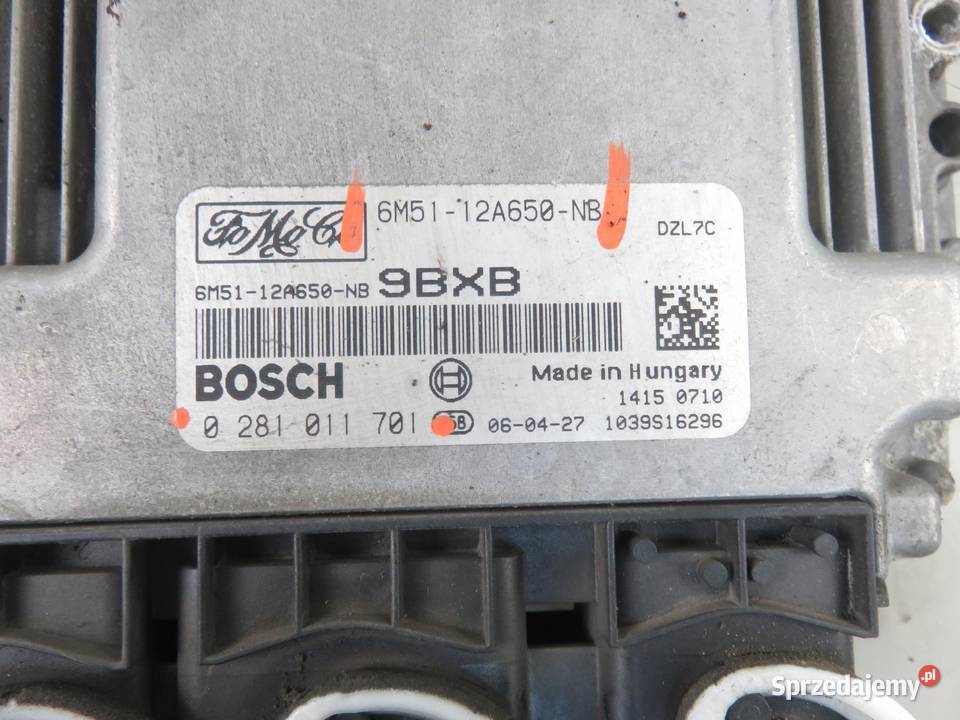 FoMoCo
6M51-12A650-NB
DZL7C
6M51-12A650-NB 9BXB
BOSCH
Made in Hungary
1415 0710
0 281 011 701
06-04-27 1039S16296
Sprzedajemy.pl